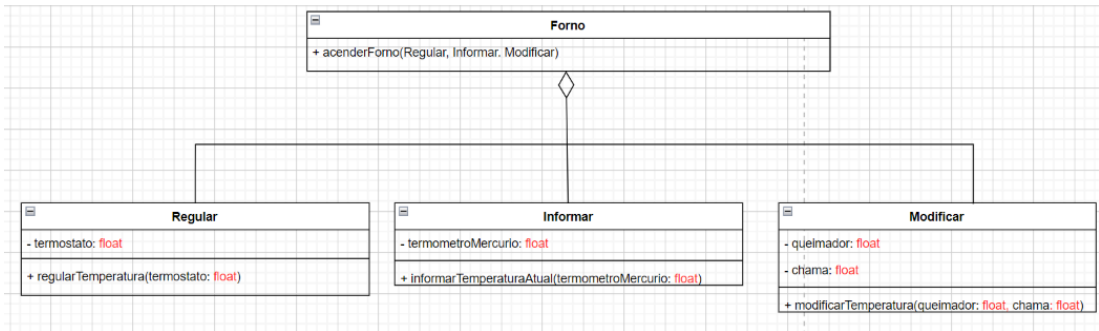 Forno
+ acenderForno(Regular, Informar. Modificar)
Regular
- termostato: float
+ regularTemperatura(termostato: float)
Informar
- termometroMercurio: float
+ informarTemperaturaAtual(termometroMercurio: float)
Modificar
- queimador: float
- chama: float
+ modificarTemperatura(queimador: float, chama: float)